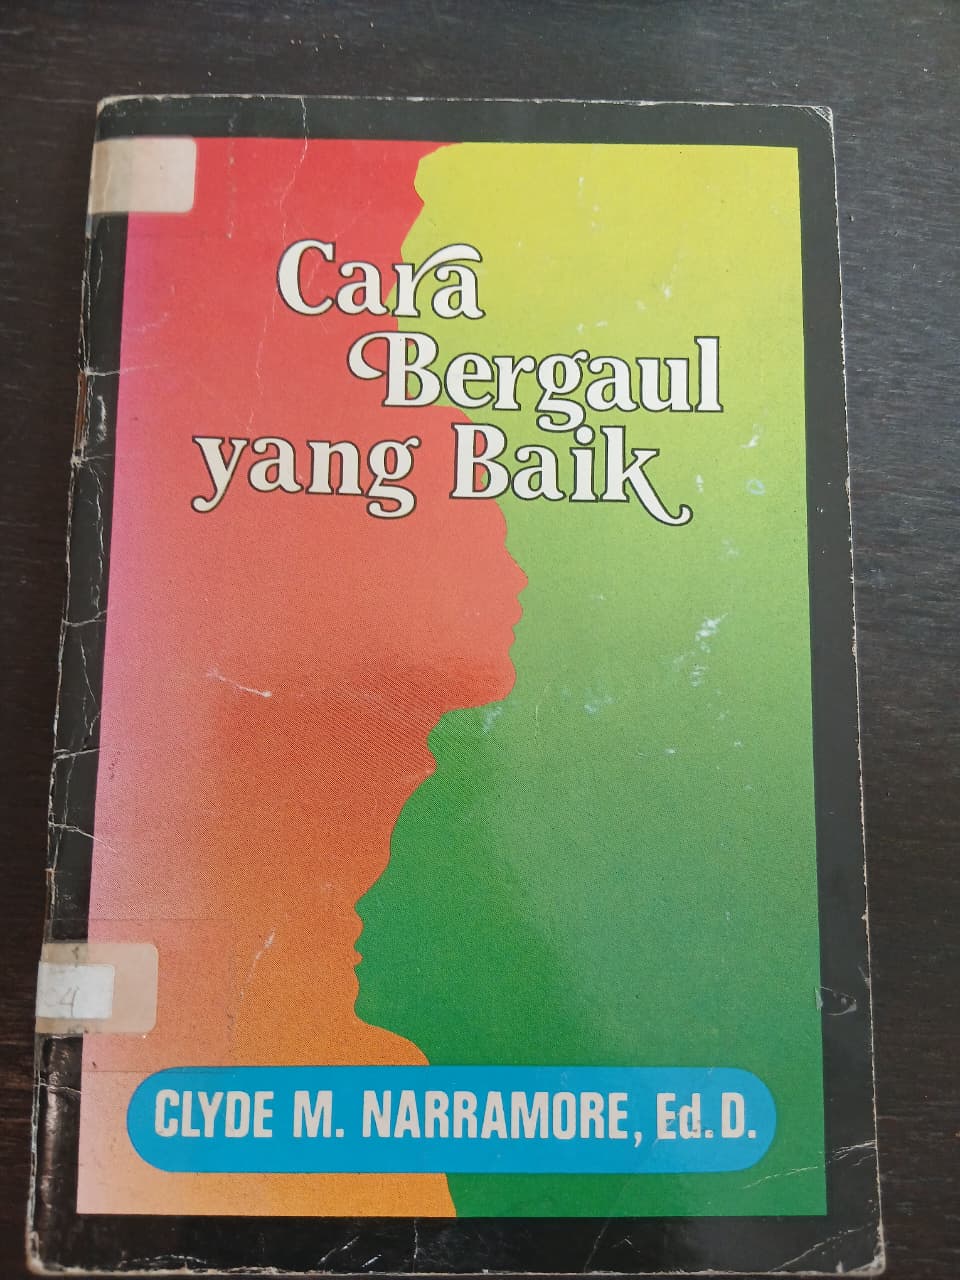 Cara
Bergaul
yang Baik
CLYDE M. NARRAMORE, Ed. D.